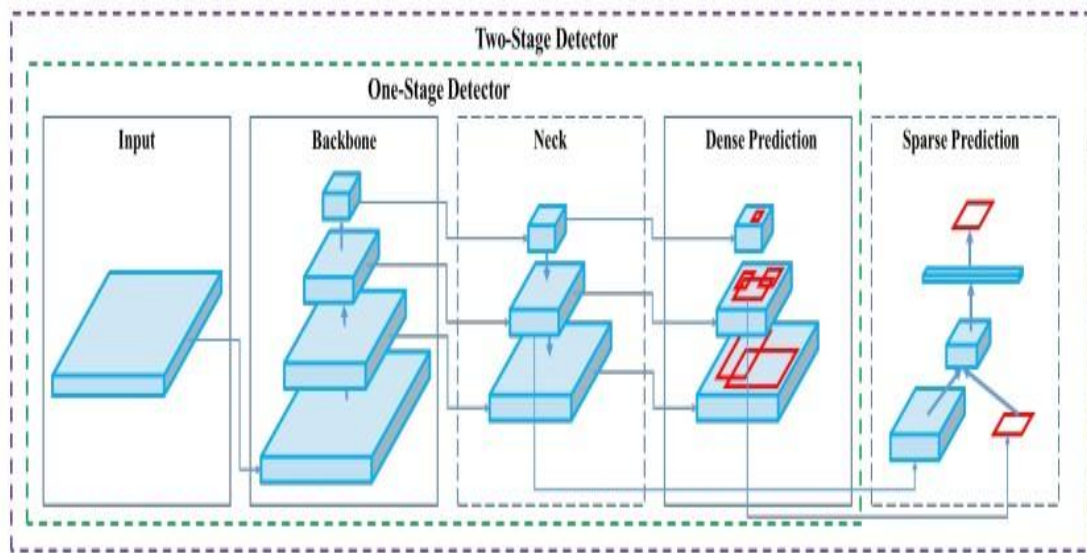 Two-Stage Detector
One-Stage Detector
Input
Backbone
Neck
Dense Prediction
Sparse Prediction